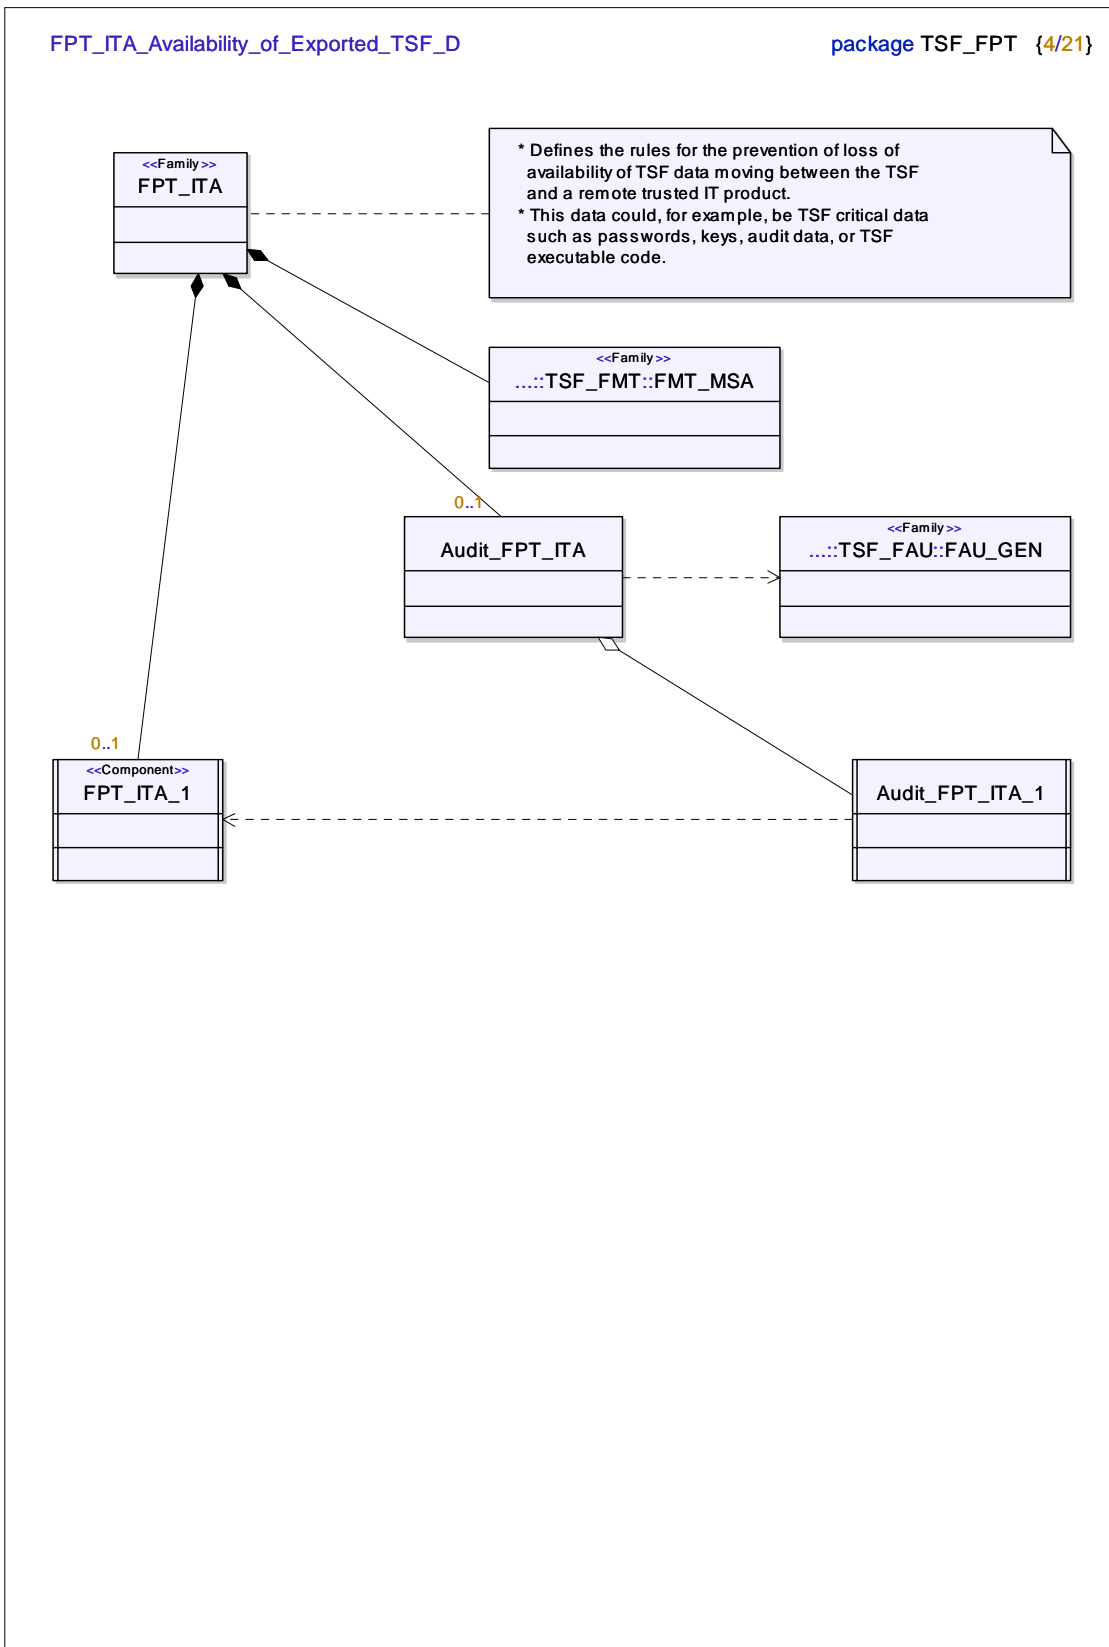 FPT_ITA_Availability_of_Exported_TSF_D
package TSF_FPT {4/21}
<<Family>>
FPT_ITA
* Defines the rules for the prevention of loss of
availability of TSF data moving between the TSF
and a remote trusted IT product.
* This data could, for example, be TSF critical data
such as passwords, keys, audit data, or TSF
executable code.
<<Family>>
...::TSF_FMT::FMT_MSA
0..1
Audit_FPT_ITA
<<Family>>
...::TSF_FAU::FAU_GEN
0..1
<<Component>>
FPT_ITA_1
Audit_FPT_ITA_1